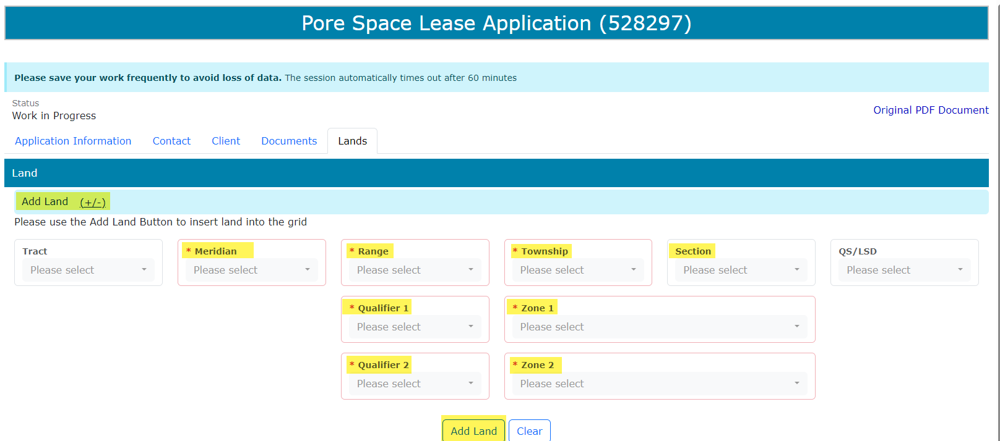 Pore Space Lease Application (528297)
Please save your work frequently to avoid loss of data. The session automatically times out after 60 minutes
Status
Work in Progress
Original PDF Document
Application Information Contact Client Documents Lands
Land
Add Land (+/-)
Please use the Add Land Button to insert land into the grid
Tract * Meridian * Range * Township Section QS/LSD
Please select Please select Please select Please select Please select Please select
* Qualifier 1 * Zone 1
Please select Please select
* Qualifier 2 * Zone 2
Please select Please select
Add Land Clear